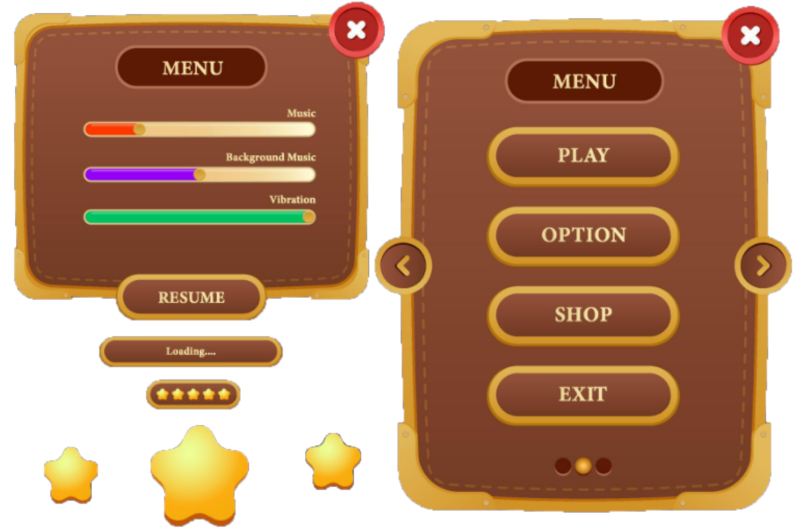 MENU
Music
Background Music
Vibration
RESUME
Loading....
MENU
PLAY
OPTION
SHOP
EXIT